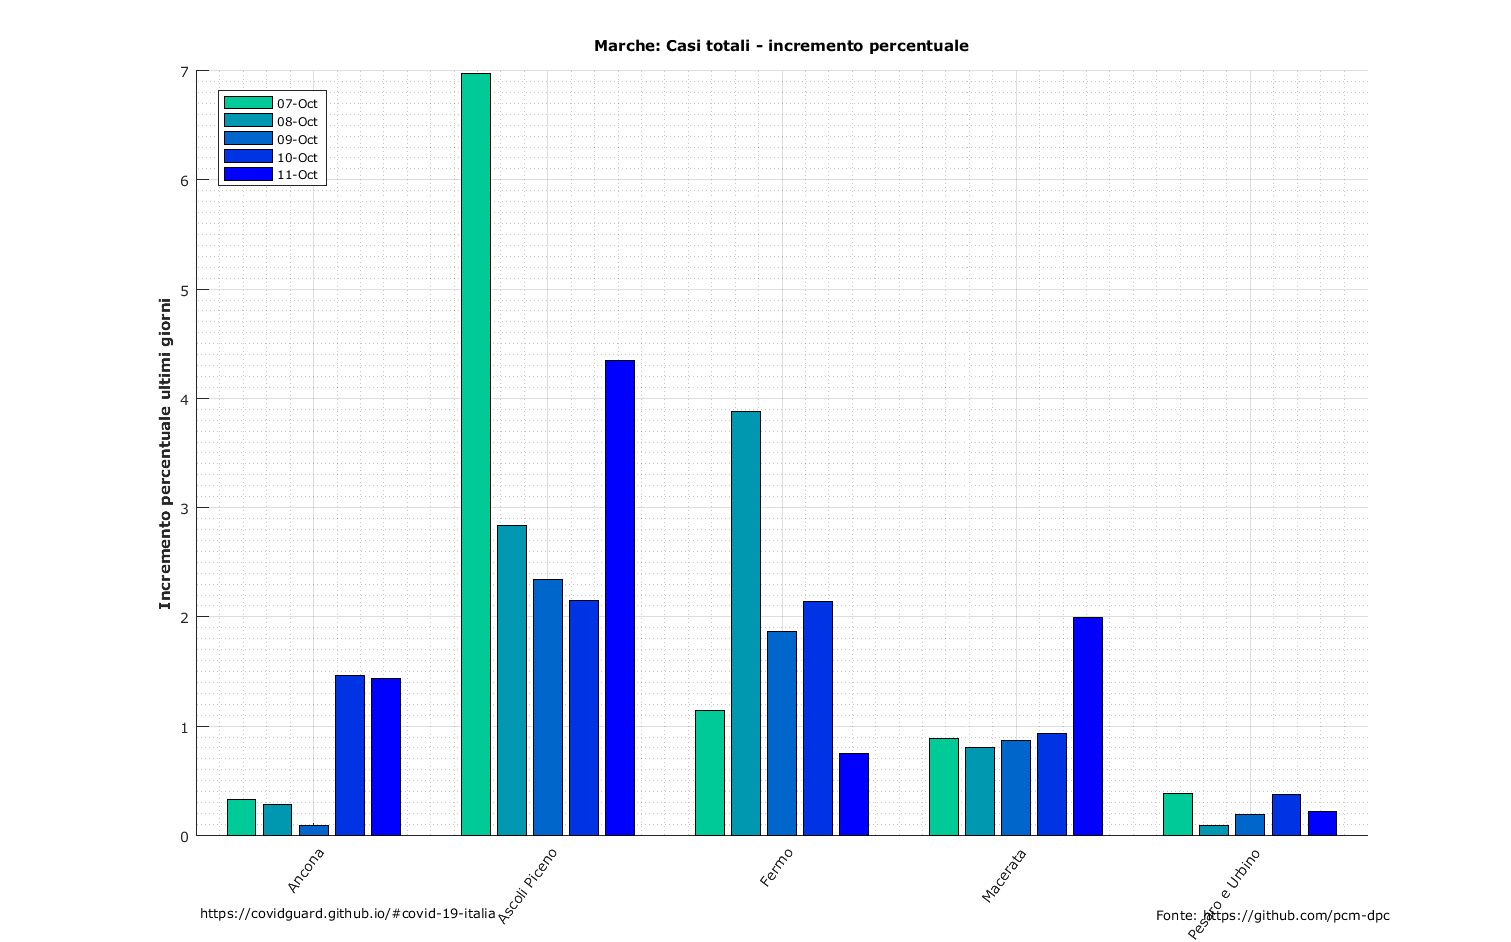 Marche: Casi totali - incremento percentuale
Incremento percentuale ultimi giorni
7
6
5
4
3
2
1
0
07-Oct
08-Oct
09-Oct
10-Oct
11-Oct
Ancona
Ascoli Piceno
Fermo
Macerata
Pesaro e Urbino
https://covidguard.github.io/#covid-19-italia
Fonte: https://github.com/pcm-dpc